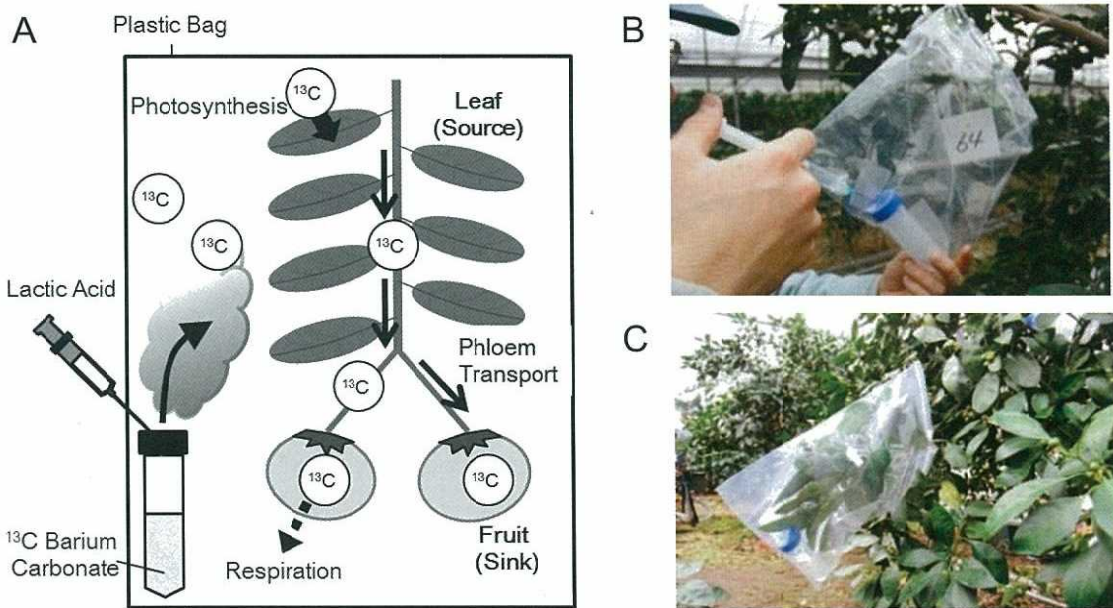 A
Plastic Bag
Photosynthesis
¹³C
Leaf
(Source)
¹³C
¹³C
¹³C
Lactic Acid
Phloem
Transport
¹³C
¹³C
¹³C
¹³C Barium
Carbonate
Respiration
Fruit
(Sink)
B
64
C